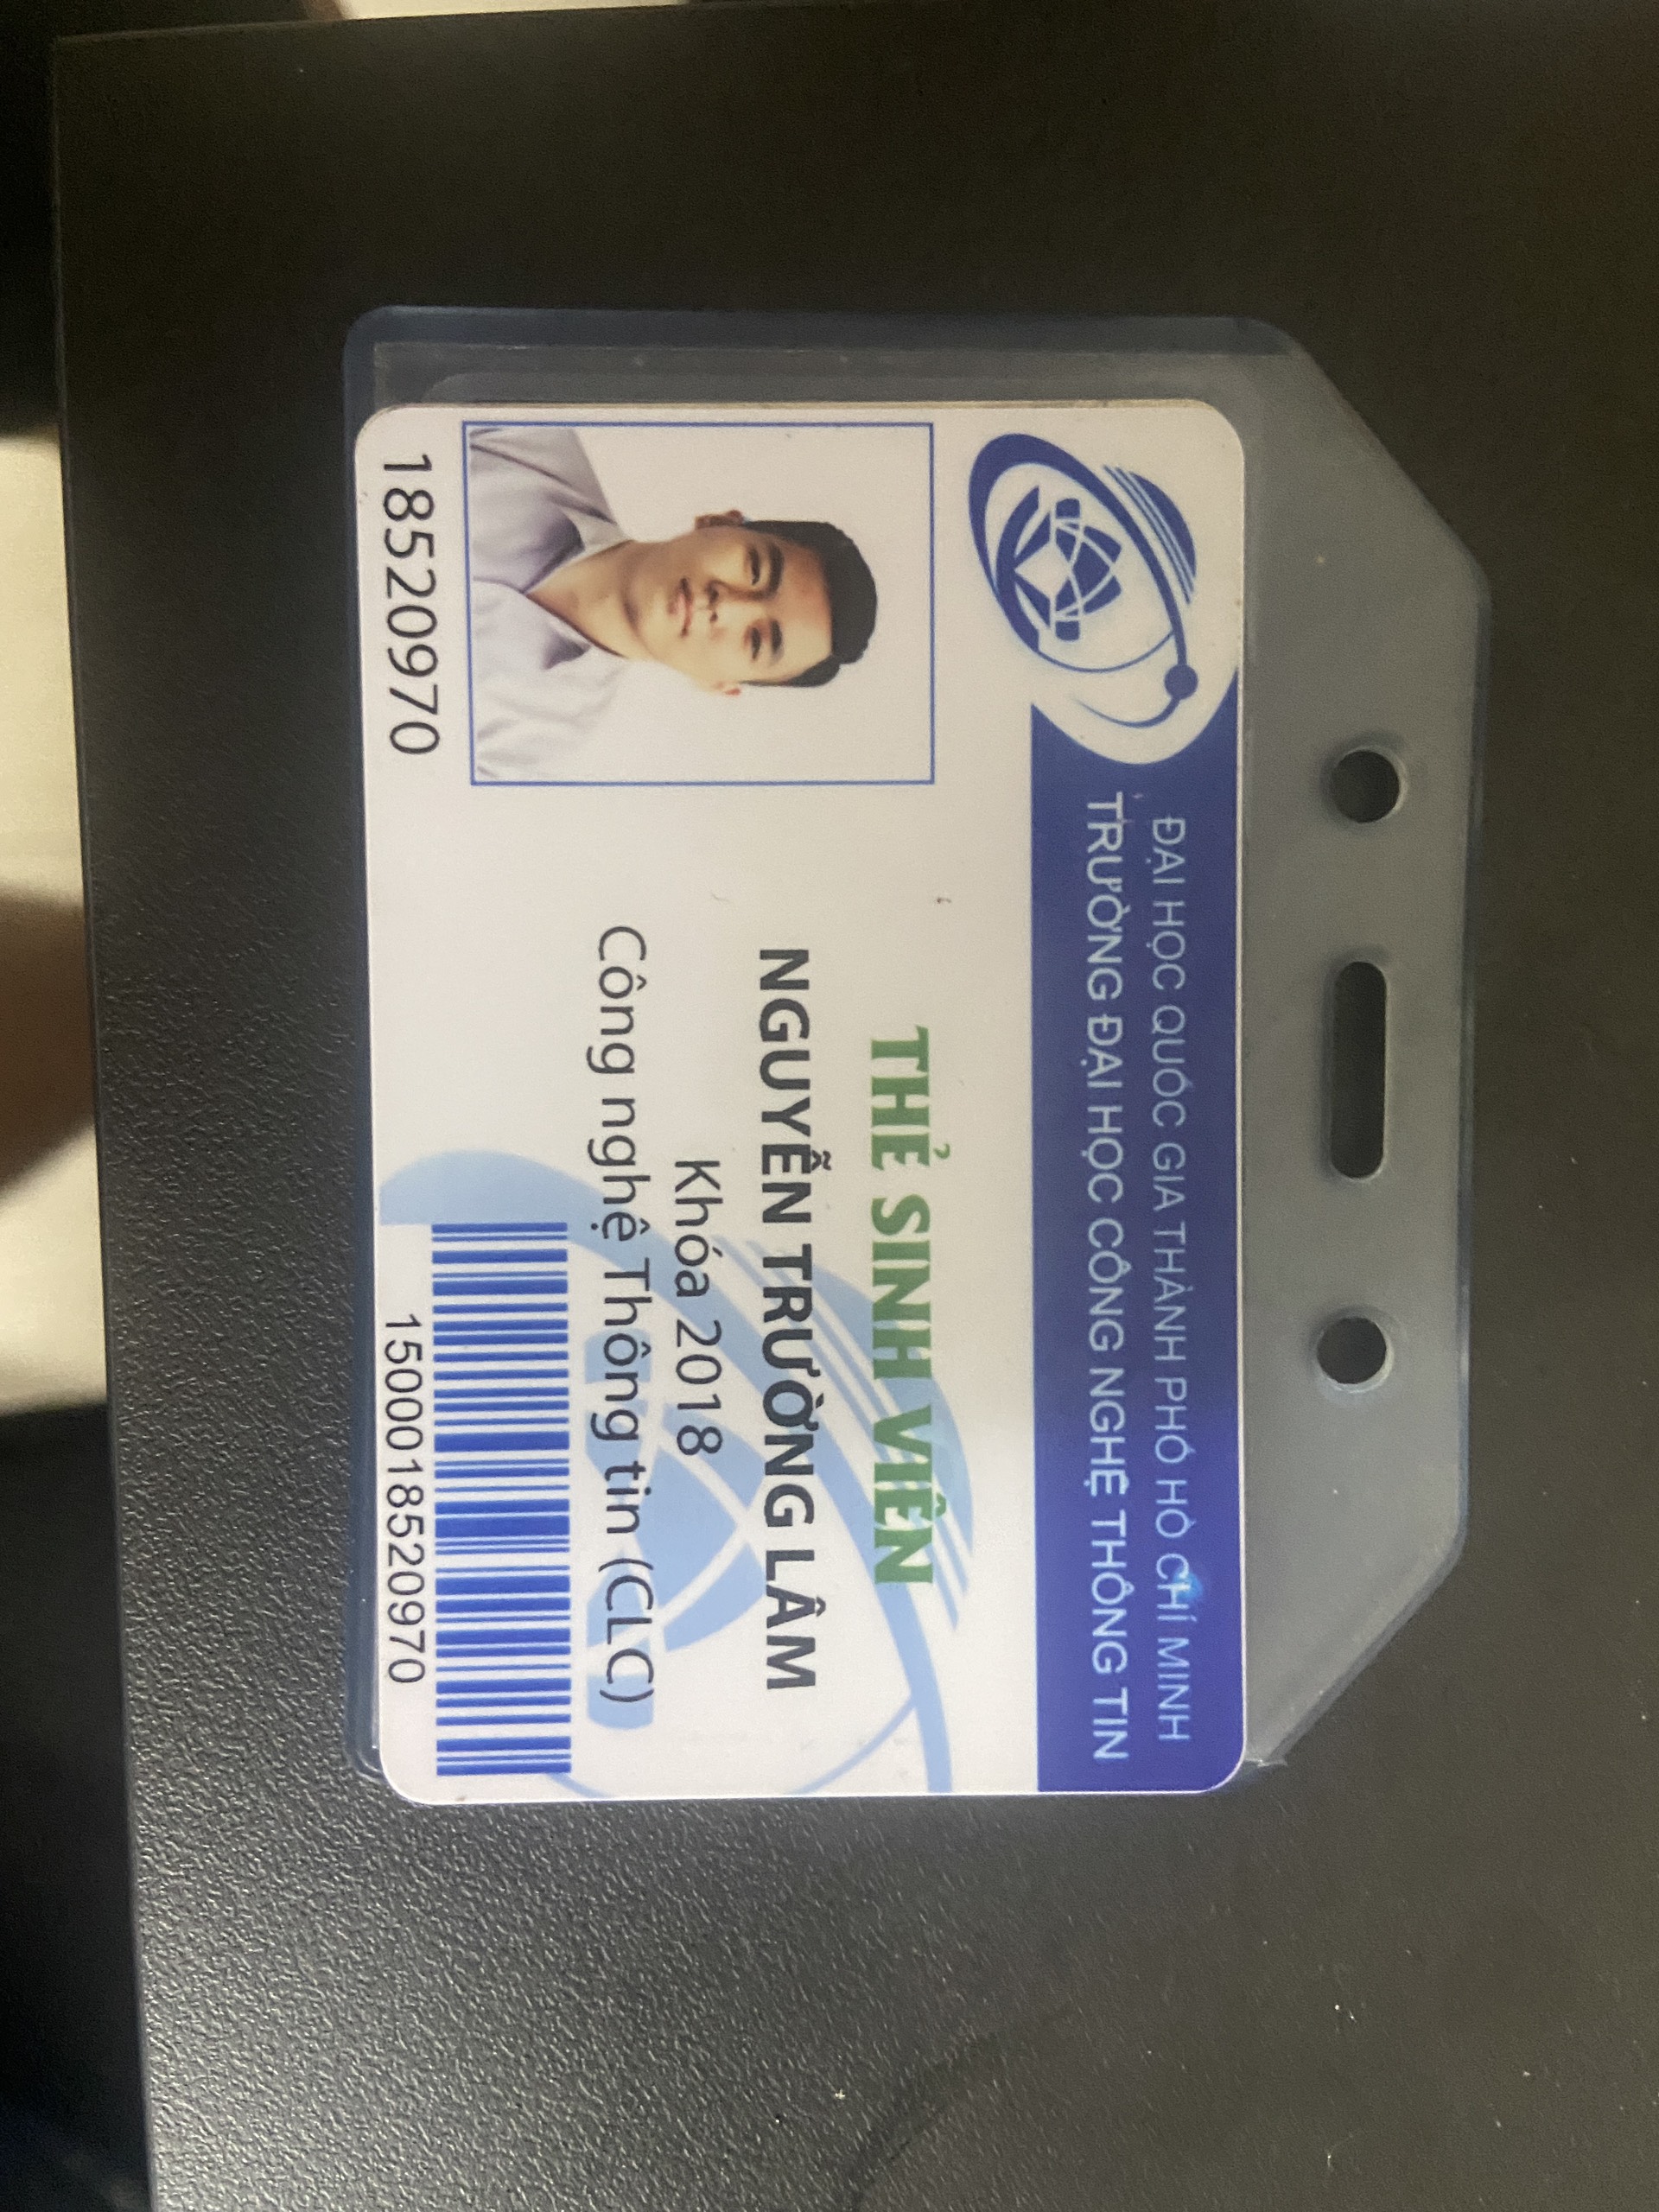 ĐẠI HỌC QUỐC GIA THÀNH PHỐ HỒ CHÍ MINH
TRƯỜNG ĐẠI HỌC CÔNG NGHỆ THÔNG TIN
THẺ SINH VIÊN
NGUYỄN TRƯỜNG LÂM
Khóa 2018
Công nghệ Thông tin (CLC)
18520970
1500018520970